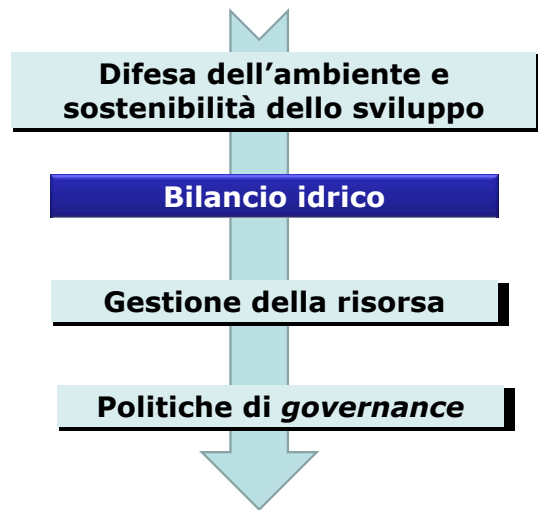 Difesa dell’ambiente e
sostenibilità dello sviluppo
Bilancio idrico
Gestione della risorsa
Politiche di governance